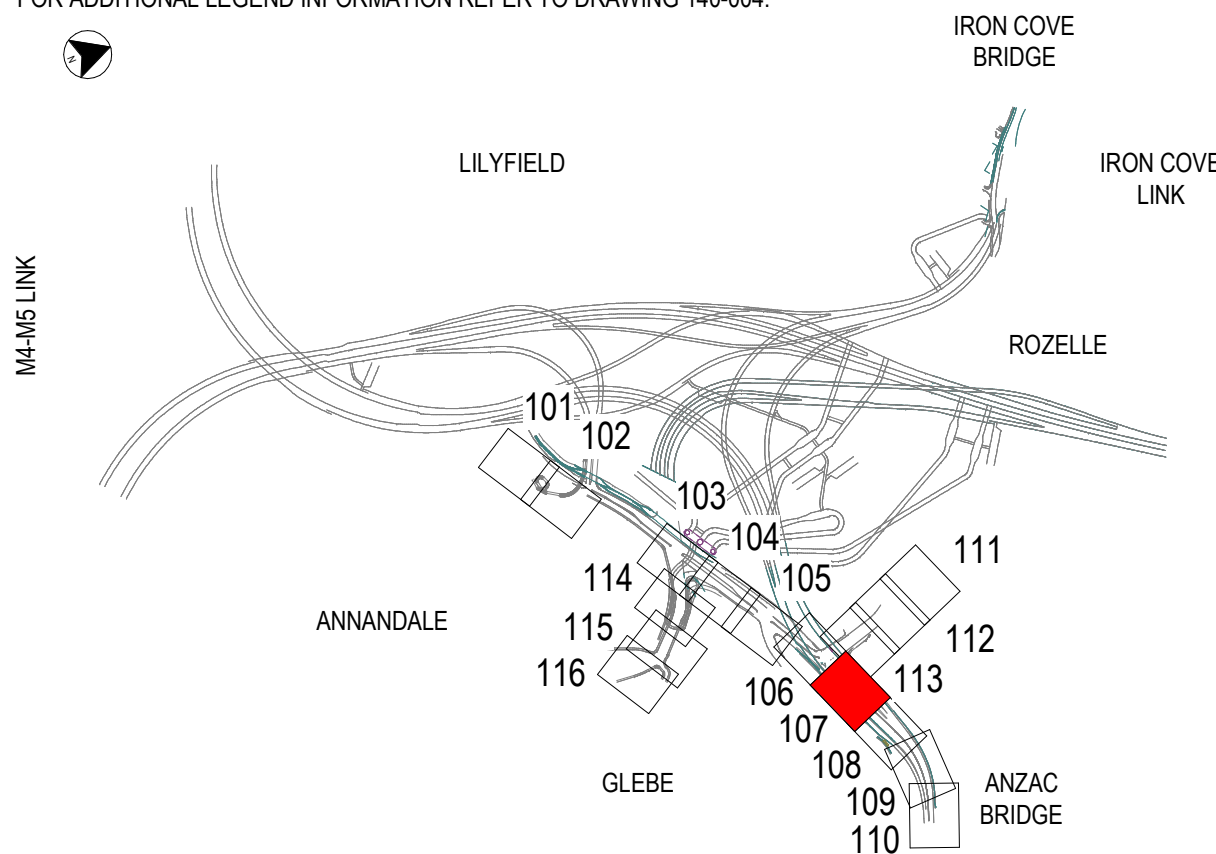 FOR ADDITIONAL LEGEND INFORMATION REFER TO DRAWING 140-004.
N
IRON COVE
BRIDGE
LILYFIELD
IRON COVE
LINK
M4-M5 LINK
ROZELLE
101
102
103
104
105
111
114
112
ANNANDALE
115
116
113
106
107
108
GLEBE
109
110
ANZAC
BRIDGE